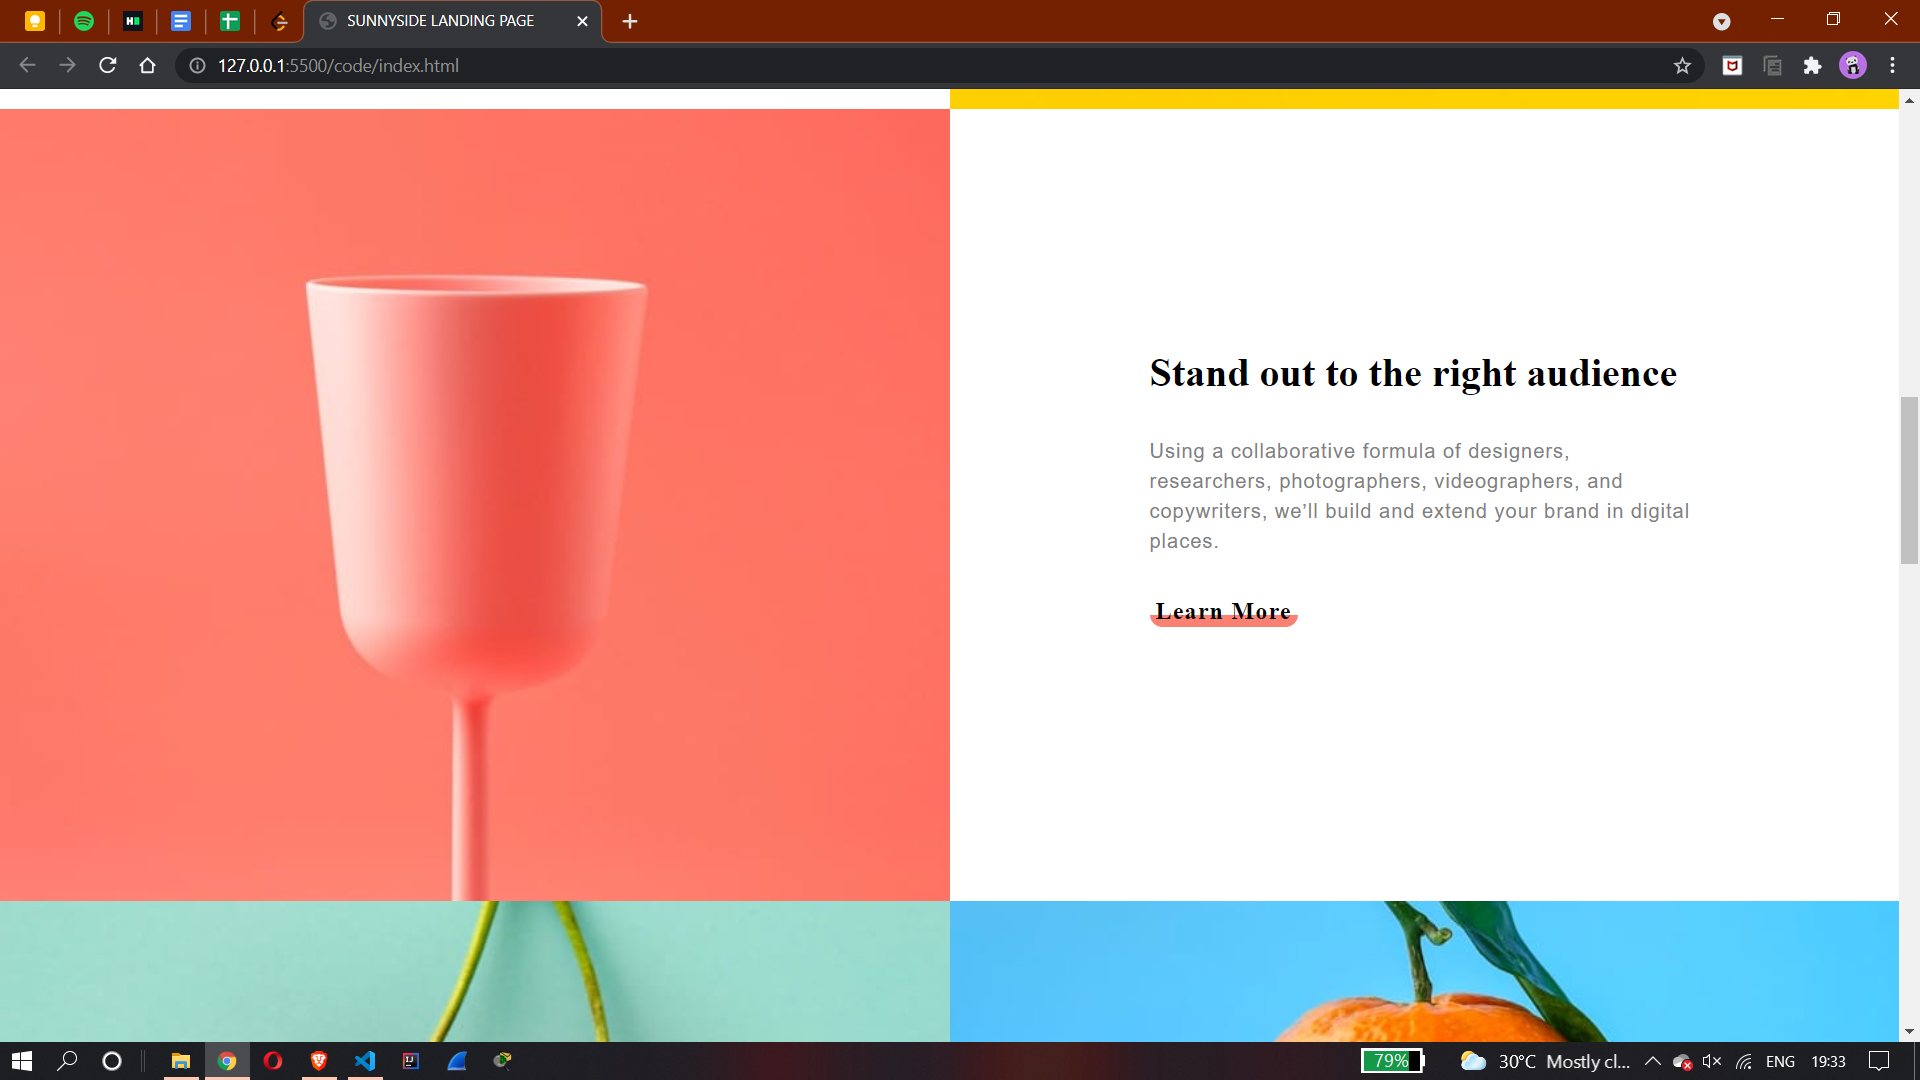 SUNNYSIDE LANDING PAGE
127.0.0.1:5500/code/index.html
Stand out to the right audience
Using a collaborative formula of designers,
researchers, photographers, videographers, and
copywriters, we’ll build and extend your brand in digital
places.
Learn More
79% 30°C Mostly cl... ENG 19:33